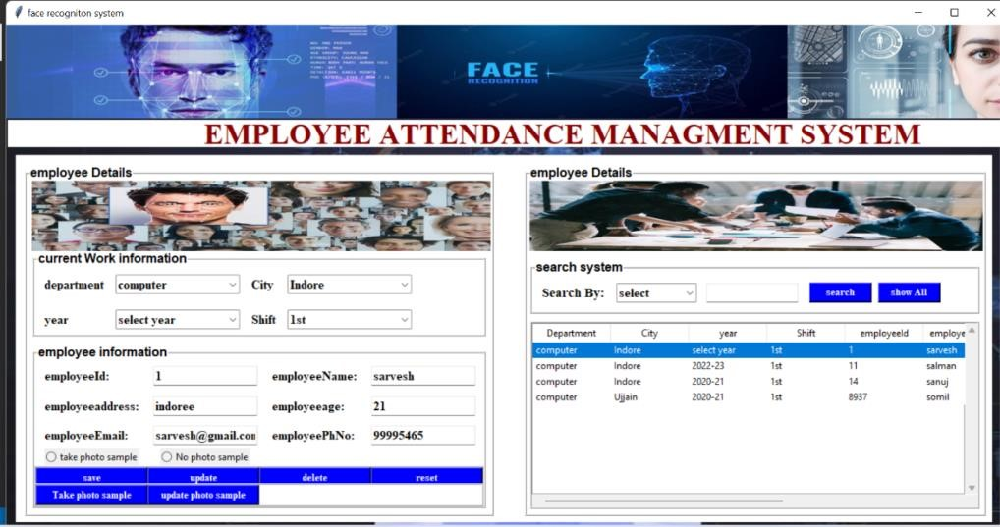 face recogniton system
FACE
RECOGNITION
EMPLOYEE ATTENDANCE MANAGMENT SYSTEM
employee Details
current Work information
department computer City Indore
year select year Shift 1st
employee information
employeeId: 1 employeeName: sarvesh
employeeaddress: indoree employeeage: 21
employeeEmail: sarvesh@gmail.con employeePhNo: 99995465
take photo sample No photo sample
save update delete reset
Take photo sample update photo sample
employee Details
search system
Search By: select search show All
Department City year Shift employeeId employe
computer Indore select year 1st 1 sarvesh
computer Indore 2022-23 1st 11 salman
computer Indore 2020-21 1st 14 sanuj
computer Ujjain 2020-21 1st 8937 somil